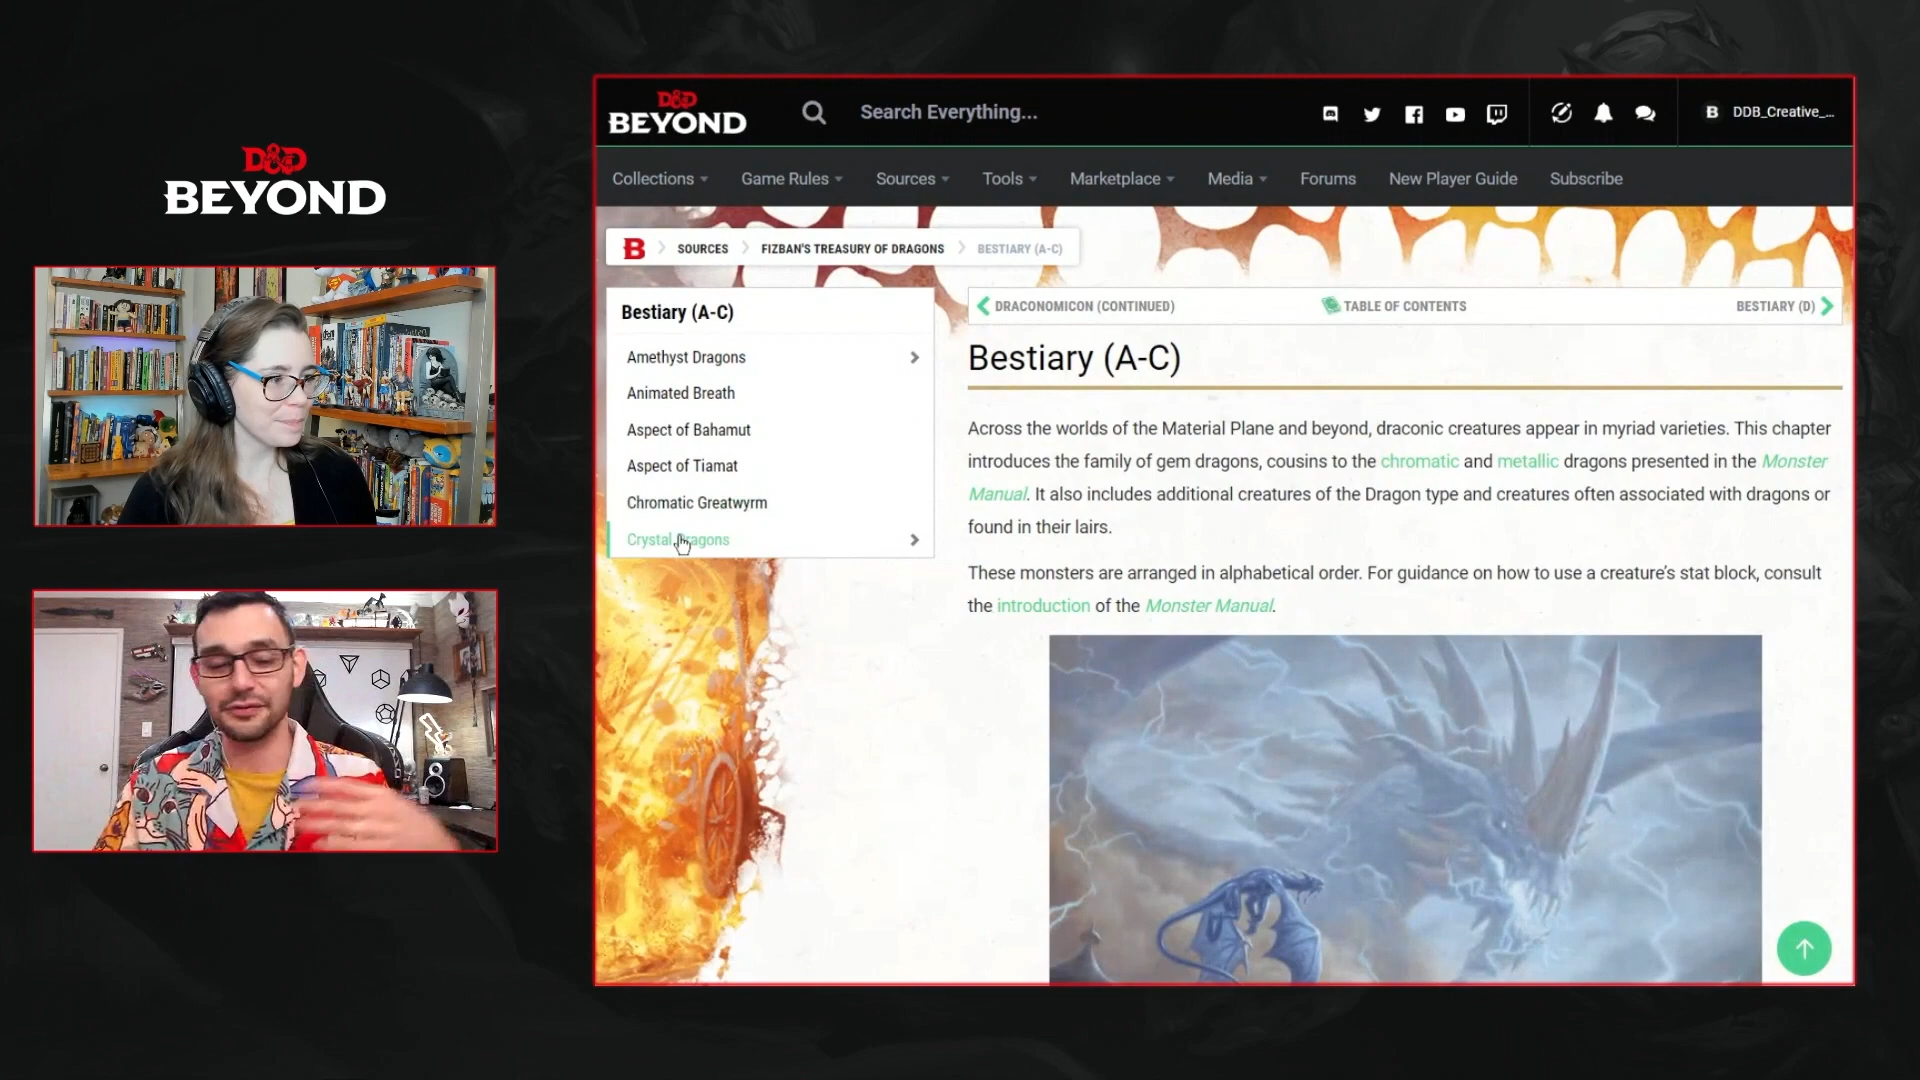 D&D
BEYOND
D&D
BEYOND
Search Everything...
DDB_Creative_...
Collections
Game Rules
Sources
Tools
Marketplace
Media
Forums
New Player Guide
Subscribe
SOURCES
FIZBAN'S TREASURY OF DRAGONS
BESTIARY (A-C)
Bestiary (A-C)
Amethyst Dragons
Animated Breath
Aspect of Bahamut
Aspect of Tiamat
Chromatic Greatwyrm
Crystal Dragons
DRACONOMICON (CONTINUED)
TABLE OF CONTENTS
BESTIARY (D)
Bestiary (A-C)
Across the worlds of the Material Plane and beyond, draconic creatures appear in myriad varieties. This chapter
introduces the family of gem dragons, cousins to the chromatic and metallic dragons presented in the Monster
Manual. It also includes additional creatures of the Dragon type and creatures often associated with dragons or
found in their lairs.
These monsters are arranged in alphabetical order. For guidance on how to use a creature's stat block, consult
the introduction of the Monster Manual.